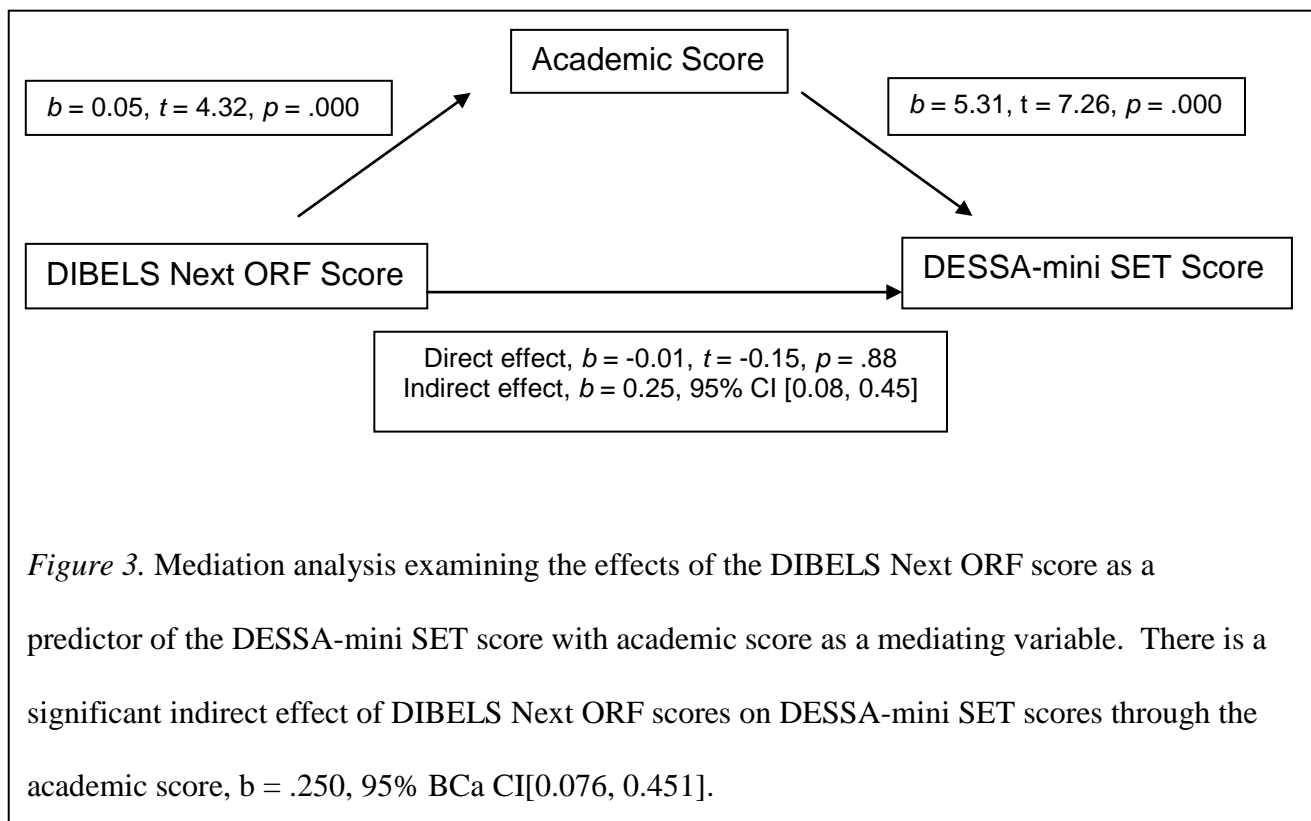 Academic Score
b = 0.05, t = 4.32, p = .000
b = 5.31, t = 7.26, p = .000
DIBELS Next ORF Score
DESSA-mini SET Score
Direct effect, b = -0.01, t = -0.15, p = .88
Indirect effect, b = 0.25, 95% CI [0.08, 0.45]
Figure 3. Mediation analysis examining the effects of the DIBELS Next ORF score as a
predictor of the DESSA-mini SET score with academic score as a mediating variable. There is a
significant indirect effect of DIBELS Next ORF scores on DESSA-mini SET scores through the
academic score, b = .250, 95% BCa CI[0.076, 0.451].